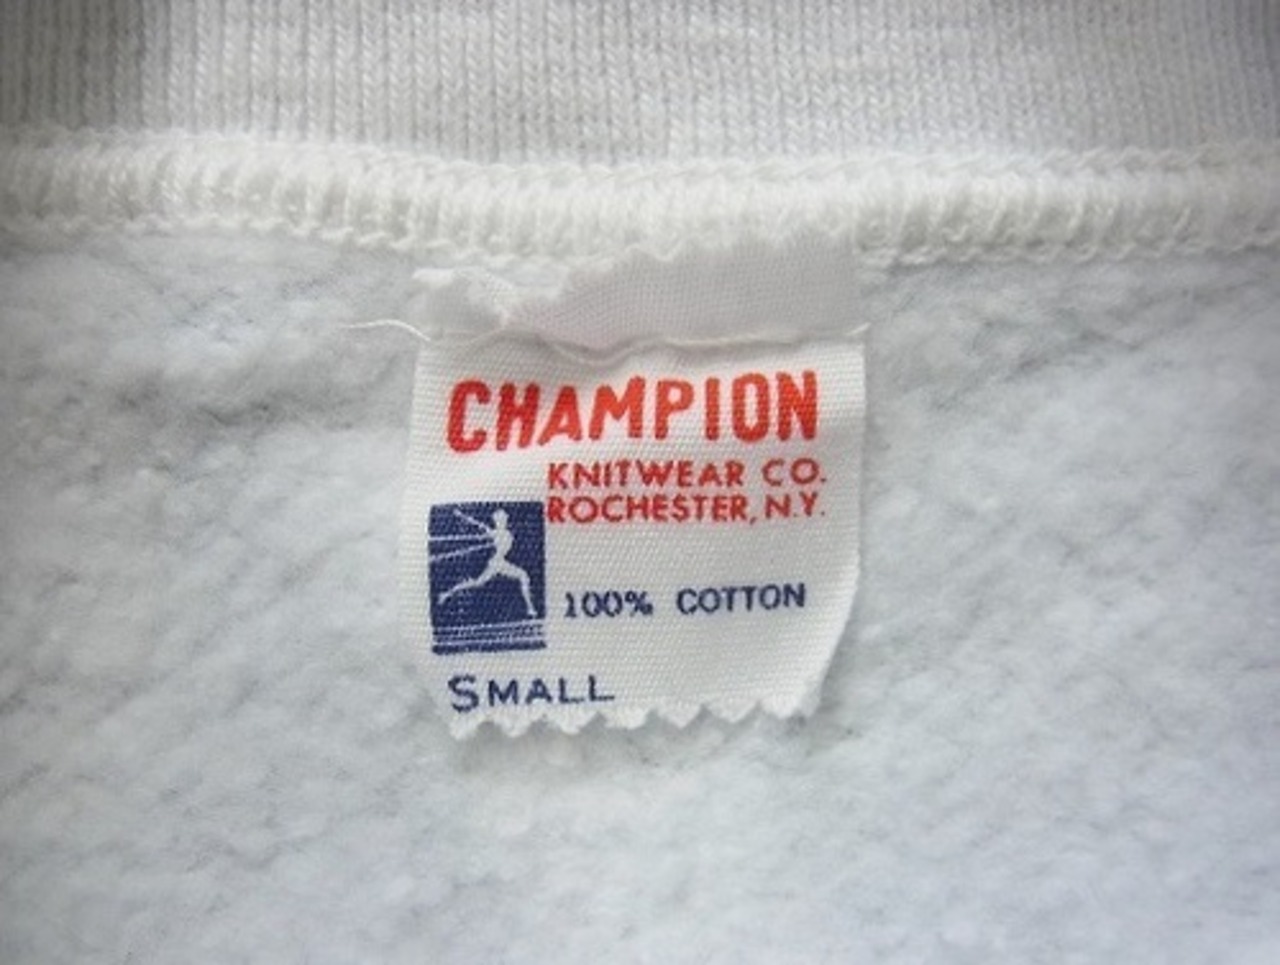 CHAMPION
KNITWEAR CO.
ROCHESTER, N.Y.
100% COTTON
SMALL